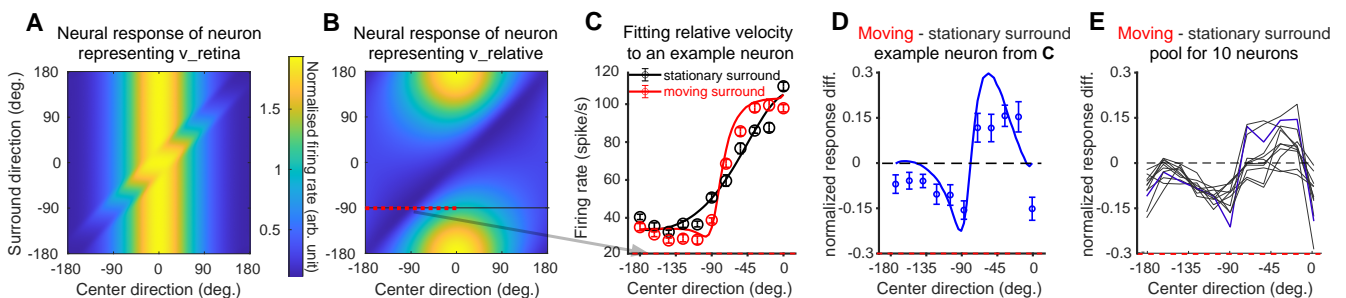 A
Neural response of neuron
representing v_retina
Surround direction (deg.)
180
90
0
-90
-180
-180 -90 0 90 180
Center direction (deg.)
1.5
1
0.5
Normalised firing rate (arb. unit)
B
Neural response of neuron
representing v_relative
180
90
0
-90
-180
-180 -90 0 90 180
Center direction (deg.)
C
Fitting relative velocity
to an example neuron
stationary surround
moving surround
Firing rate (spike/s)
120
100
80
60
40
20
-180 -135 -90 -45 0
Center direction (deg.)
D
Moving - stationary surround
example neuron from C
normalized response diff.
0.3
0.15
0
-0.15
-0.3
-180 -135 -90 -45 0
Center direction (deg.)
E
Moving - stationary surround
pool for 10 neurons
normalized response diff.
0.3
0.15
0
-0.15
-0.3
-180 -135 -90 -45 0
Center direction (deg.)